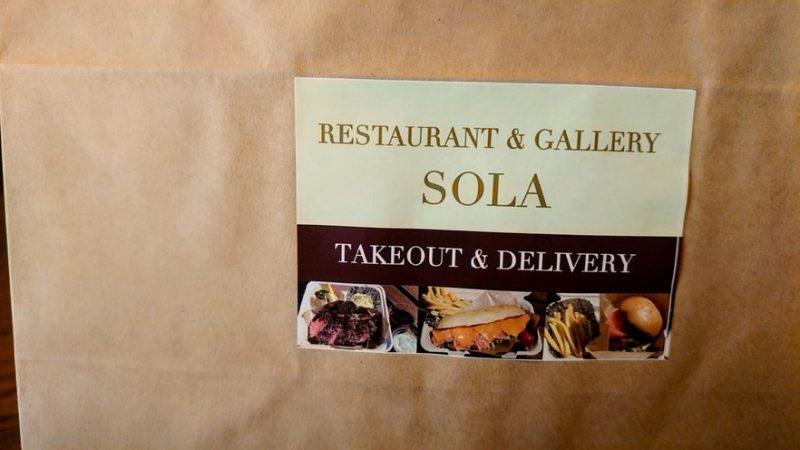 RESTAURANT & GALLERY
SOLA
TAKEOUT & DELIVERY